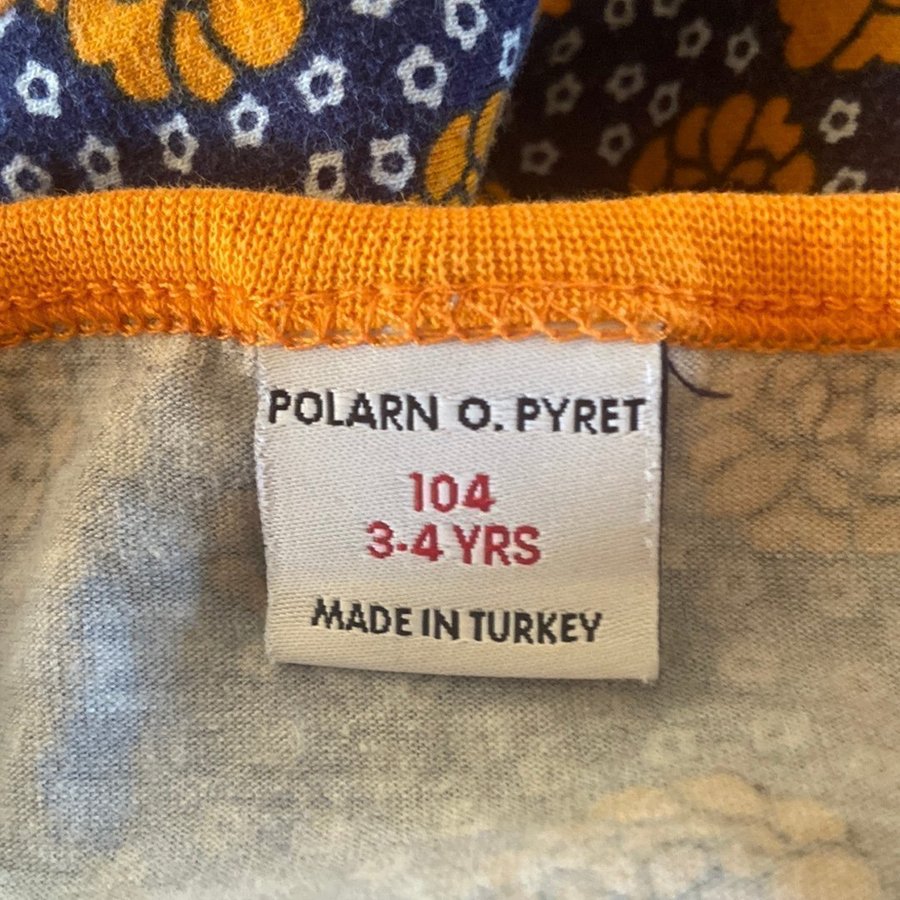 POLARN O. PYRET
104
3-4 YRS
MADE IN TURKEY